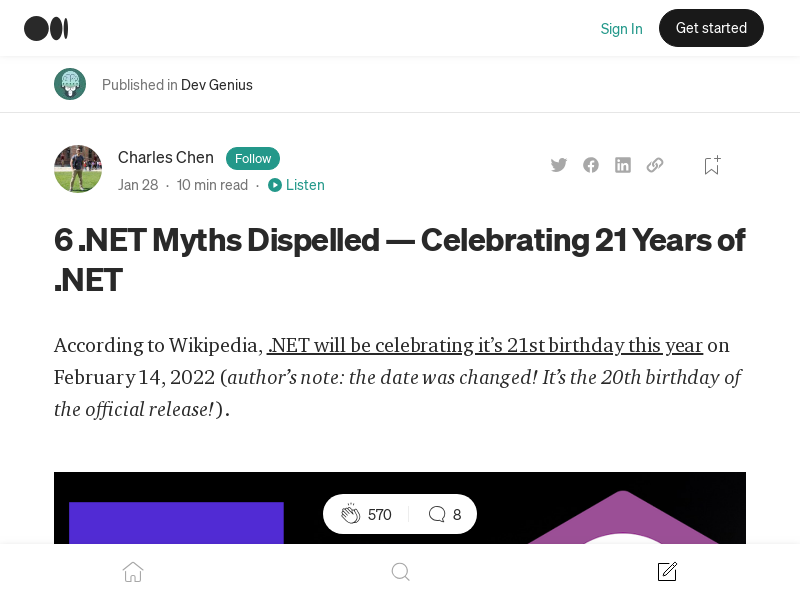 Sign In
Get started
Published in Dev Genius
Charles Chen
Follow
Jan 28 · 10 min read · Listen
6 .NET Myths Dispelled — Celebrating 21 Years of
.NET
According to Wikipedia, .NET will be celebrating it’s 21st birthday this year on
February 14, 2022 (author’s note: the date was changed! It’s the 20th birthday of
the official release!).
570
8